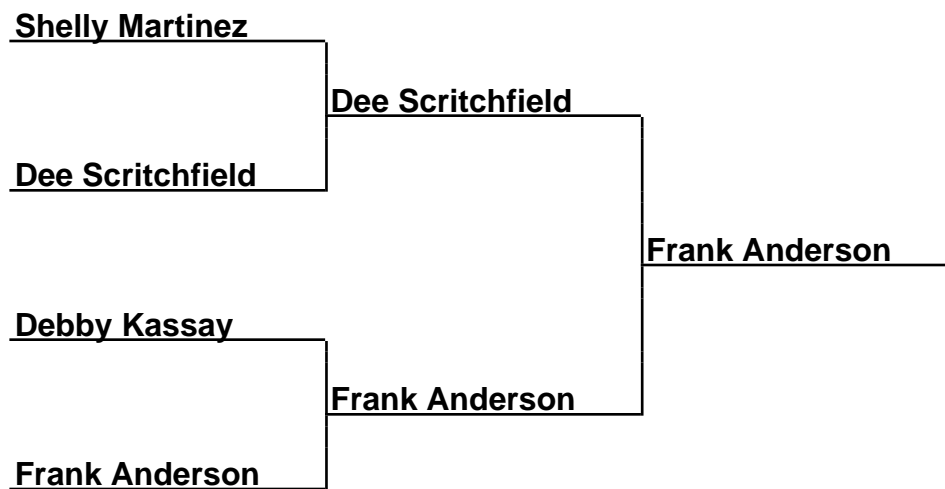 Shelly Martinez
Dee Scritchfield
Dee Scritchfield
Frank Anderson
Debby Kassay
Frank Anderson
Frank Anderson